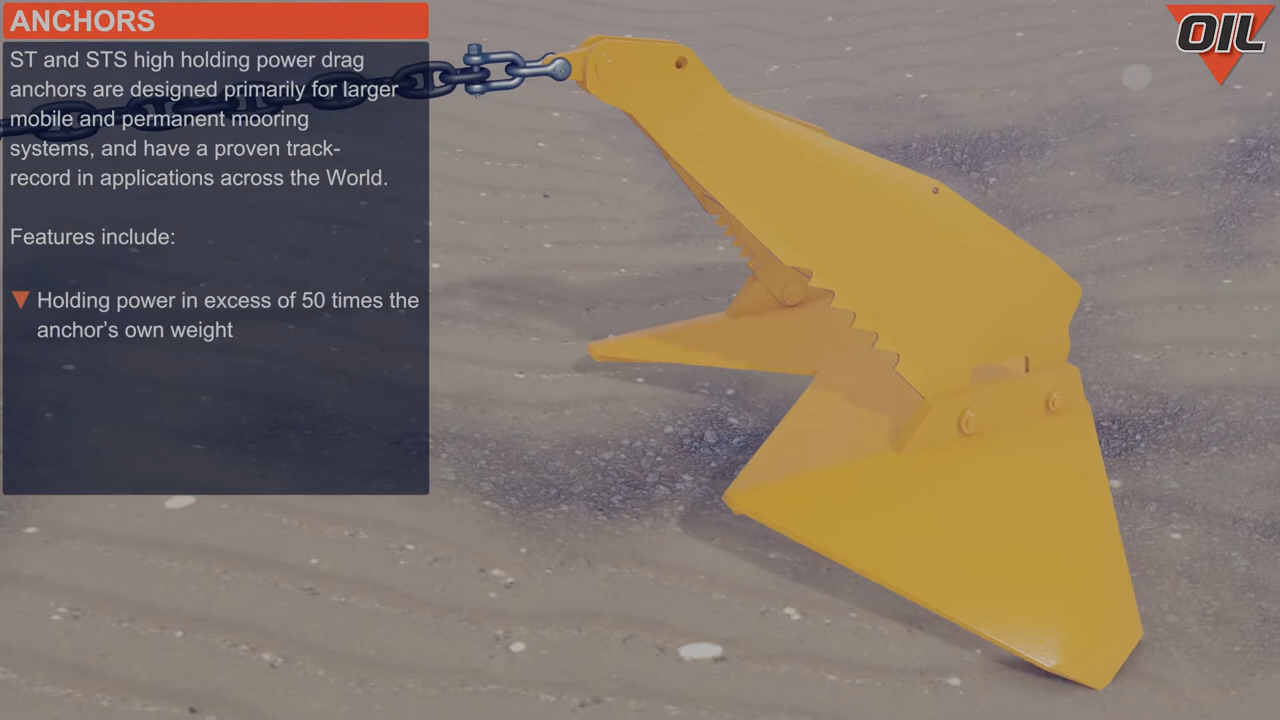 ANCHORS
ST and STS high holding power drag
anchors are designed primarily for larger
mobile and permanent mooring
systems, and have a proven track-
record in applications across the World.
Features include:
Holding power in excess of 50 times the
anchor’s own weight
OIL